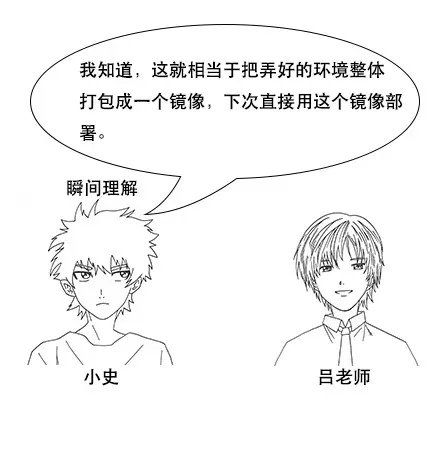 我知道，这就相当于把弄好的环境整体
打包成一个镜像，下次直接用这个镜像部
署。
瞬间理解
小史
吕老师